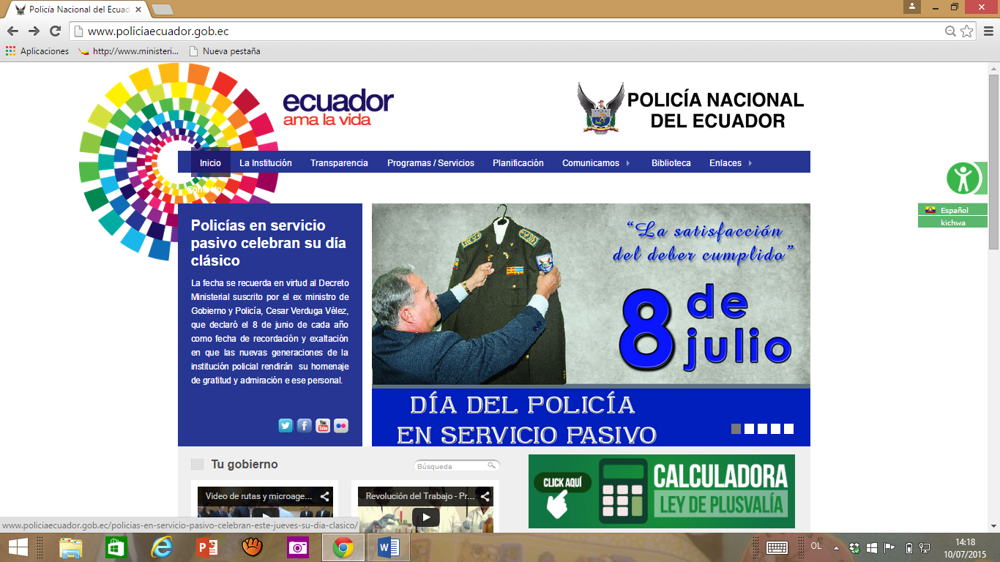 Policía Nacional del Ecuad
www.policiaecuador.gob.ec
Aplicaciones
http://www.ministeri...
Nueva pestaña
ecuador
ama la vida
POLICÍA NACIONAL
DEL ECUADOR
Inicio
La Institución
Transparencia
Programas / Servicios
Planificación
Comunicamos
Biblioteca
Enlaces
Contacto
Español
kichwa
Policías en servicio
pasivo celebran su día
clásico
La fecha se recuerda en virtud al Decreto
Ministerial suscrito por el ex ministro de
Gobierno y Policía, Cesar Verduga Vélez,
que declaró el 8 de junio de cada año
como fecha de recordación y exaltación
en que las nuevas generaciones de la
institución policial rendirán su homenaje
de gratitud y admiración e ese personal.
You
Tube
“La satisfacción
del deber cumplido”
8 de
julio
DÍA DEL POLICÍA
EN SERVICIO PASIVO
Tu gobierno
Búsqueda
Video de rutas y microage...
Revolución del Trabajo - Pr...
CLICK AQUÍ
CALCULADORA
LEY DE PLUSVALÍA
www.policiaecuador.gob.ec/policias-en-servicio-pasivo-celebran-este-jueves-su-dia-clasico/
OL
14:18
10/07/2015